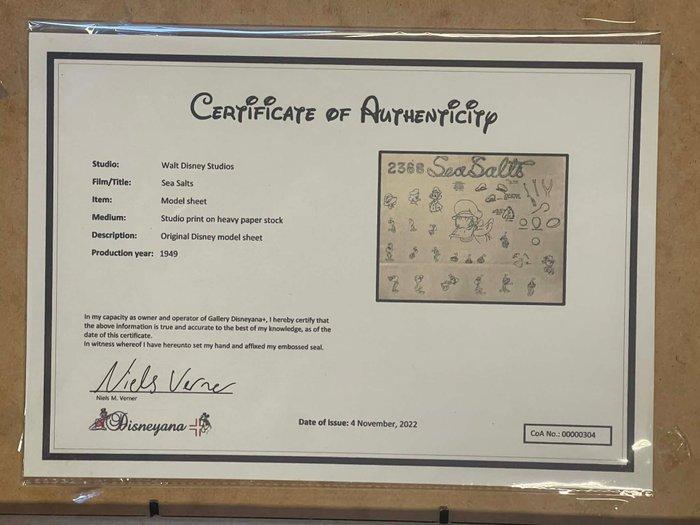 Certificate of Authenticity
Studio: Walt Disney Studios
Film/Title: Sea Salts
Item: Model sheet
Medium: Studio print on heavy paper stock
Description: Original Disney model sheet
Production year: 1949
2368 Sea Salts
In my capacity as owner and operator of Gallery Disneyana+, I hereby certify that
the above information is true and accurate to the best of my knowledge, as of the
date of this certificate.
In witness whereof I have hereunto set my hand and affixed my embossed seal.
Niels Verner
Niels M. Verner
Disneyana
Date of Issue: 4 November, 2022
CoA No.: 00000304